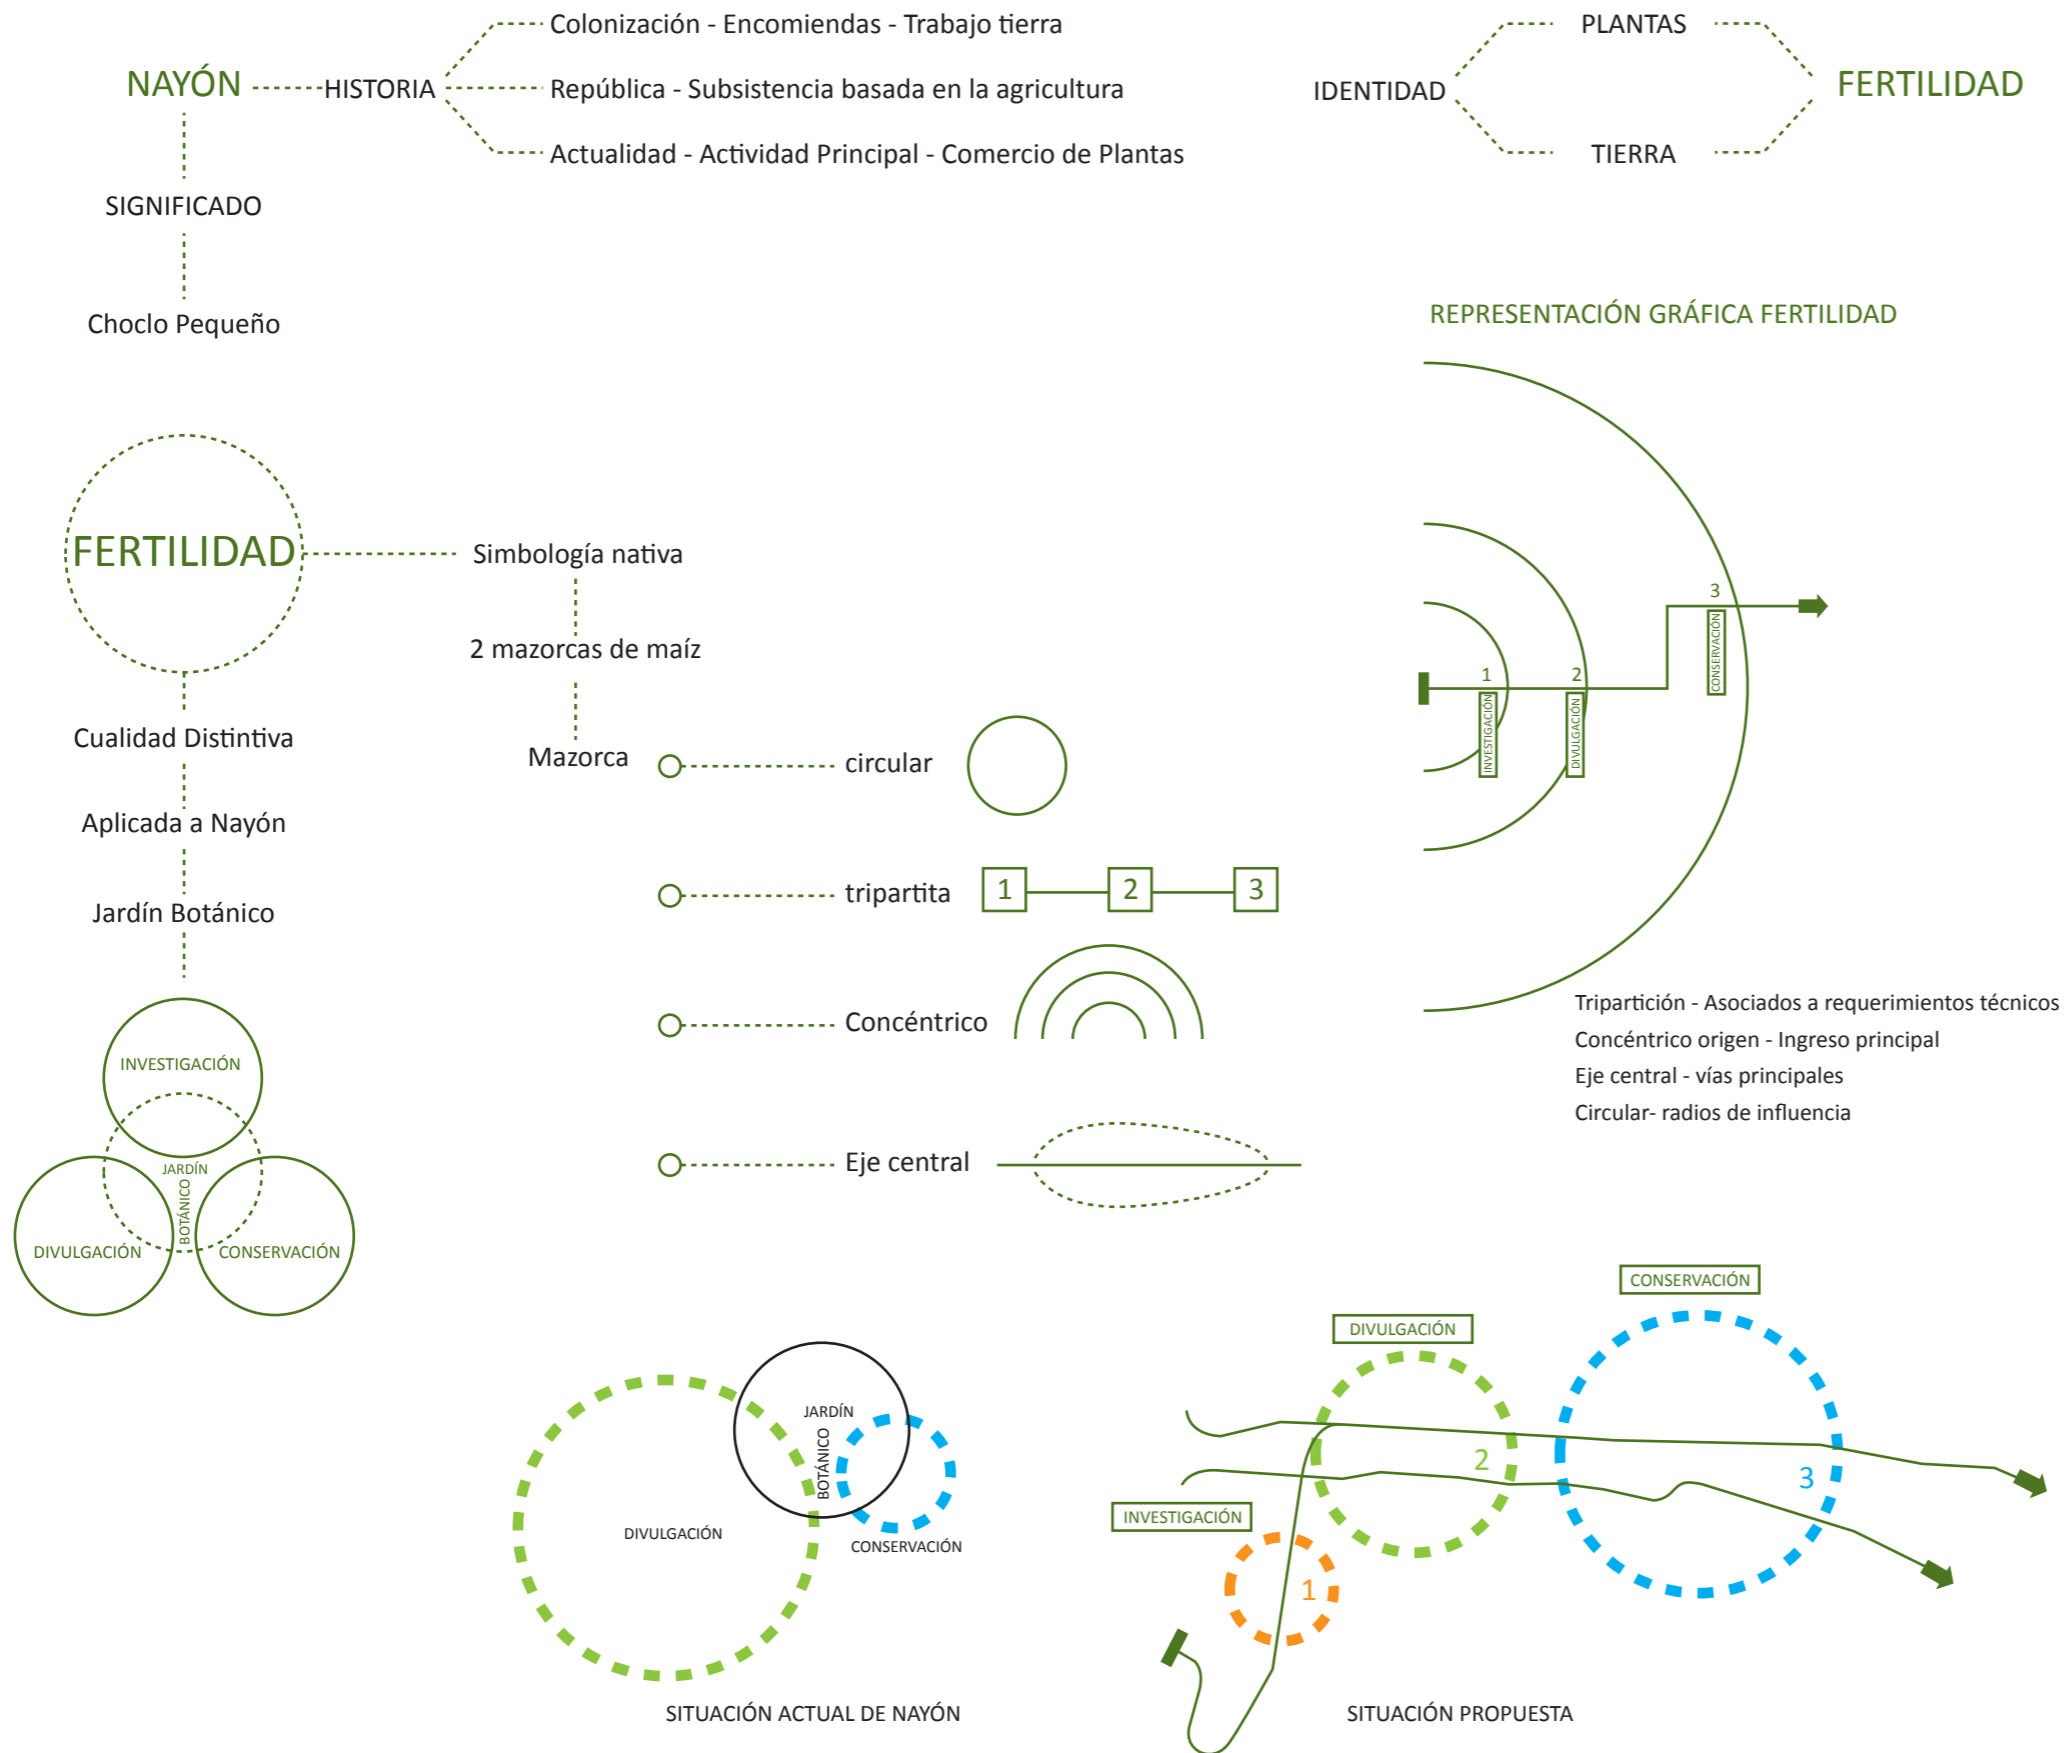 NAYÓN
HISTORIA
Colonización - Encomiendas - Trabajo tierra
República - Subsistencia basada en la agricultura
Actualidad - Actividad Principal - Comercio de Plantas
SIGNIFICADO
Choclo Pequeño
IDENTIDAD
PLANTAS
TIERRA
FERTILIDAD
FERTILIDAD
Simbología nativa
2 mazorcas de maíz
Mazorca
circular
tripartita
1
2
3
Concéntrico
Eje central
Cualidad Distintiva
Aplicada a Nayón
Jardín Botánico
INVESTIGACIÓN
JARDÍN
BOTÁNICO
DIVULGACIÓN
CONSERVACIÓN
REPRESENTACIÓN GRÁFICA FERTILIDAD
1
INVESTIGACIÓN
2
DIVULGACIÓN
3
CONSERVACIÓN
Tripartición - Asociados a requerimientos técnicos
Concéntrico origen - Ingreso principal
Eje central - vías principales
Circular- radios de influencia
JARDÍN
BOTÁNICO
DIVULGACIÓN
CONSERVACIÓN
SITUACIÓN ACTUAL DE NAYÓN
CONSERVACIÓN
DIVULGACIÓN
INVESTIGACIÓN
1
2
3
SITUACIÓN PROPUESTA